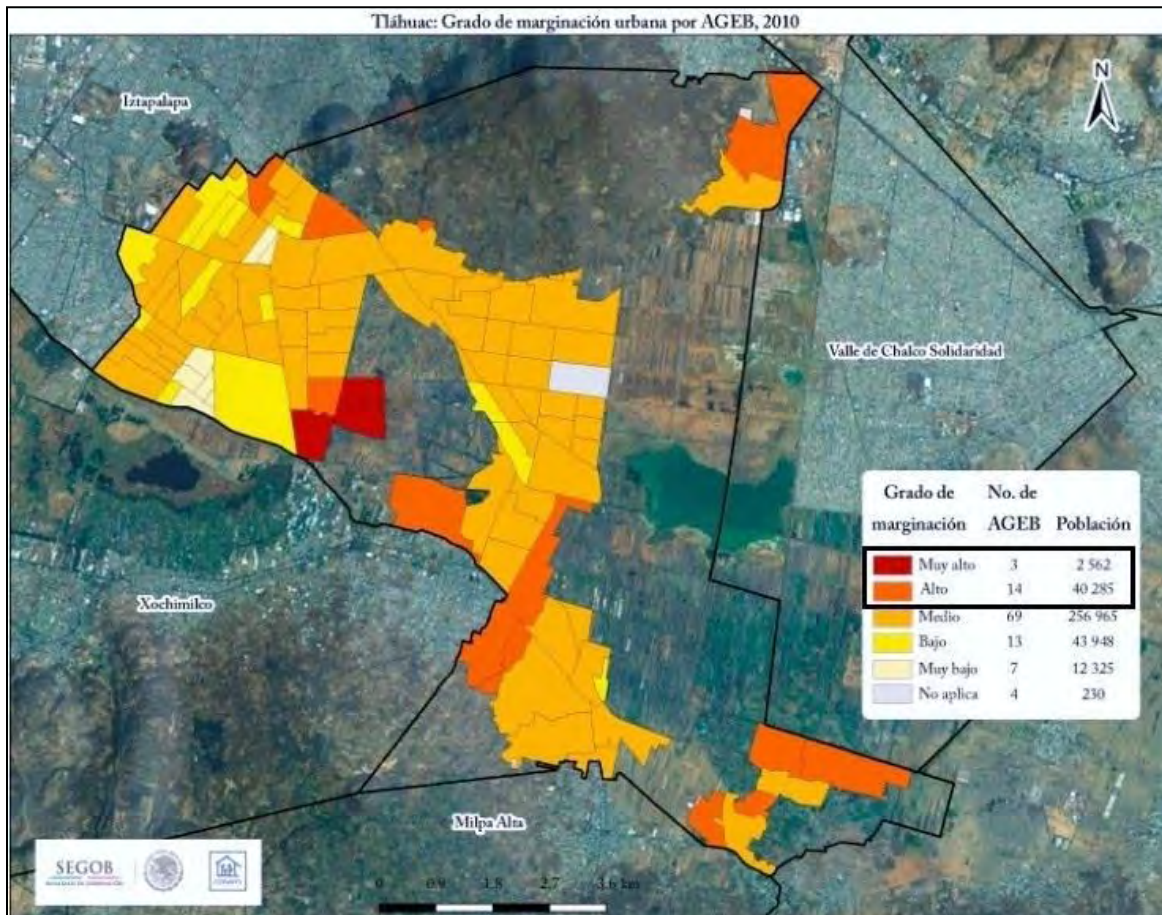 Tláhuac: Grado de marginación urbana por AGEB, 2010
Iztapalapa
N
Valle de Chalco Solidaridad
Xochimilco
Milpa Alta
Grado de marginación No. de AGEB Población
Muy alto 3 2 562
Alto 14 40 285
Medio 69 256 965
Bajo 13 43 948
Muy bajo 7 12 325
No aplica 4 230
SEGOB
0 0.9 1.8 2.7 3.6 km